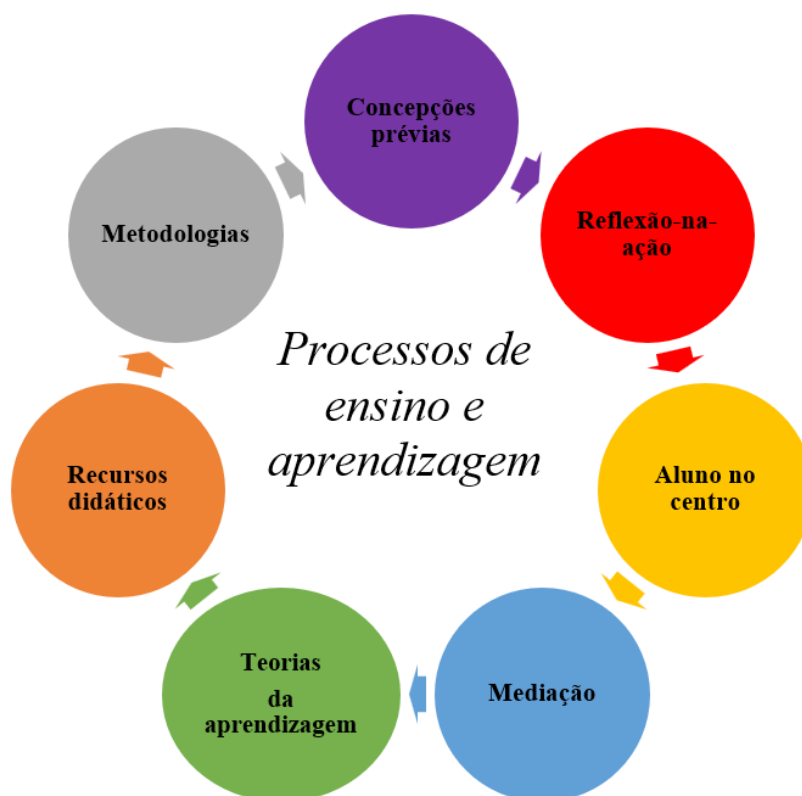 Concepções
prévias
Reflexão-na-
ação
Aluno no
centro
Mediação
Teorias
da
aprendizagem
Recursos
didáticos
Metodologias
Processos de
ensino e
aprendizagem